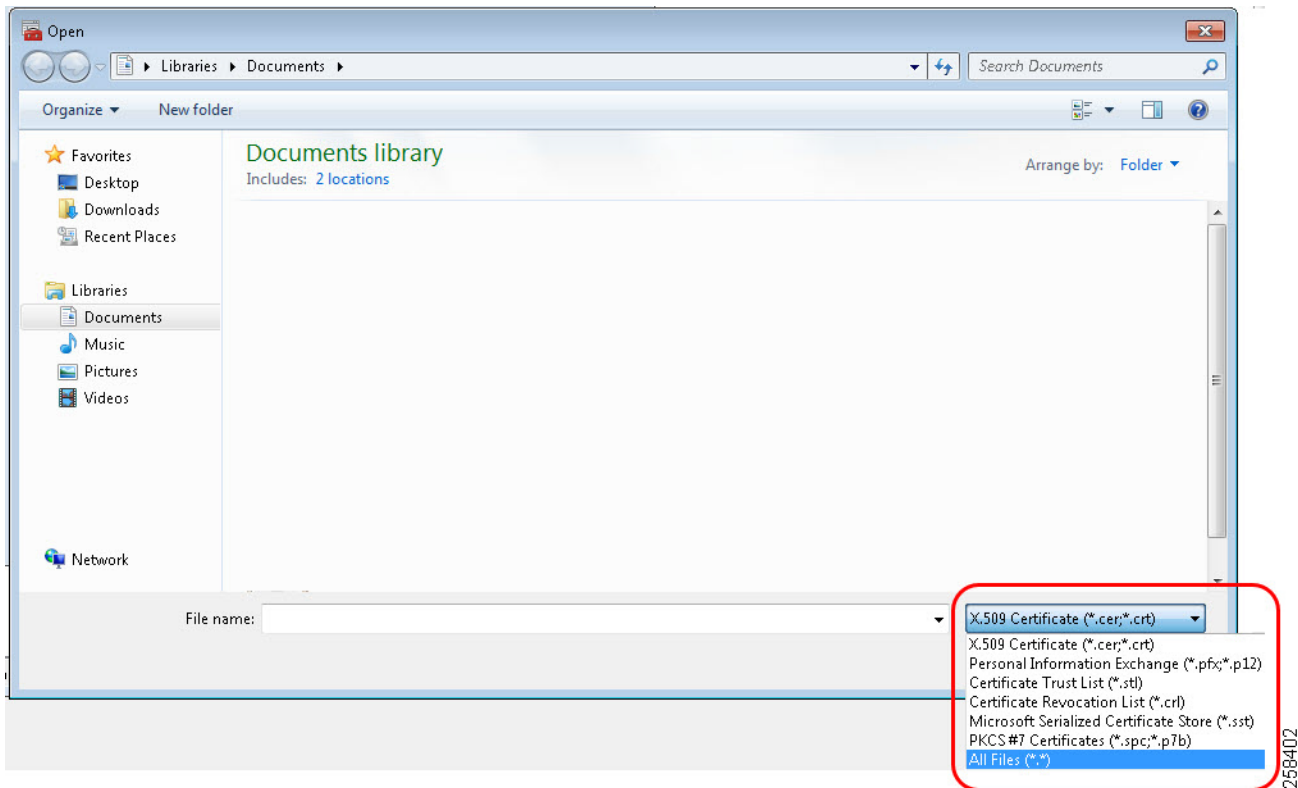 Open
Libraries Documents
Search Documents
Organize New folder
Favorites
Desktop
Downloads
Recent Places
Libraries
Documents
Music
Pictures
Videos
Network
Documents library
Includes: 2 locations
Arrange by: Folder
File name:
X.509 Certificate (*.cer;*.crt)
X.509 Certificate (*.cer;*.crt)
Personal Information Exchange (*.pfx;*.p12)
Certificate Trust List (*.stl)
Certificate Revocation List (*.crl)
Microsoft Serialized Certificate Store (*.sst)
PKCS #7 Certificates (*.spc;*.p7b)
All Files (*.*)
258402